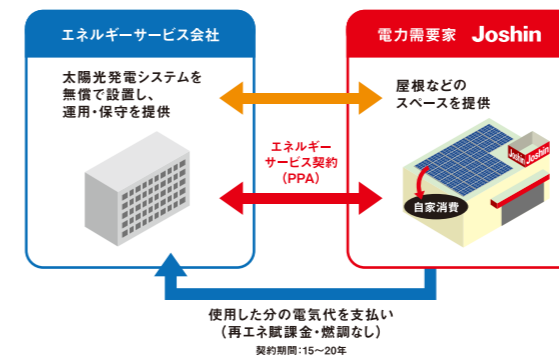 エネルギーサービス会社
太陽光発電システムを
無償で設置し、
運用・保守を提供
電力需要家 Joshin
屋根などの
スペースを提供
エネルギー
サービス契約
（PPA）
Joshin Joshin
自家消費
使用した分の電気代を支払い
（再エネ賦課金・燃調なし）
契約期間：15〜20年